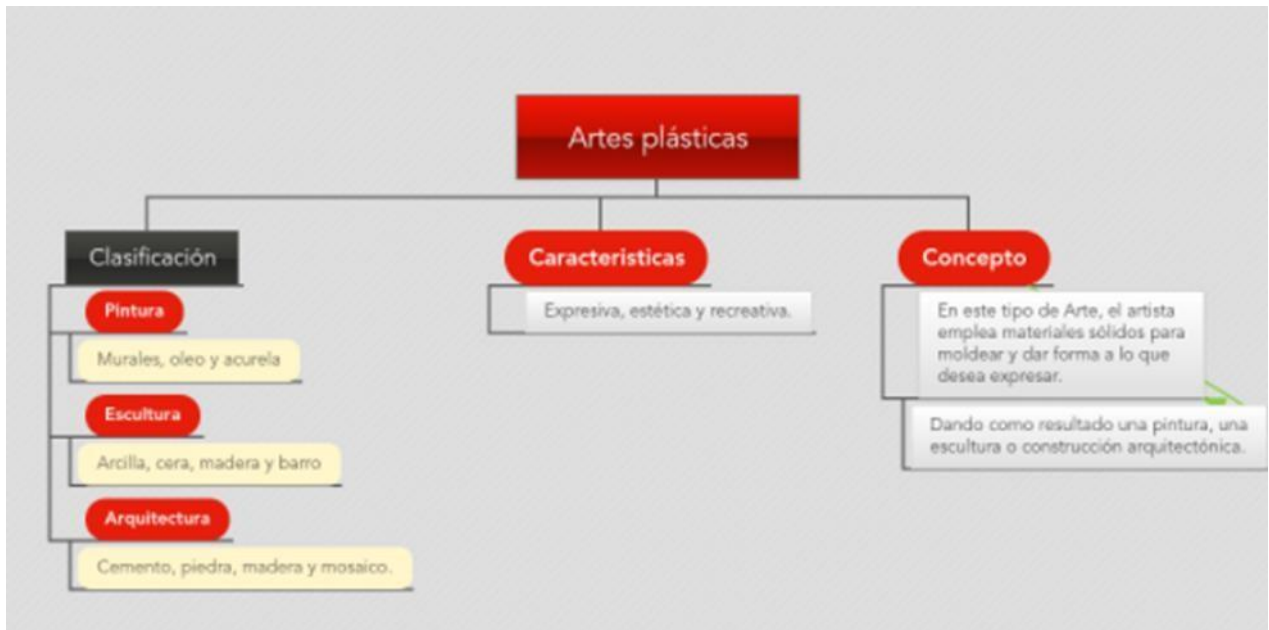 Artes plásticas
Clasificación
Pintura
Murales, oleo y acurela
Escultura
Arcilla, cera, madera y barro
Arquitectura
Cemento, piedra, madera y mosaico.
Caracteristicas
Expresiva, estética y recreativa.
Concepto
En este tipo de Arte, el artista
emplea materiales sólidos para
moldear y dar forma a lo que
desea expresar.
Dando como resultado una pintura, una
escultura o construcción arquitectónica.